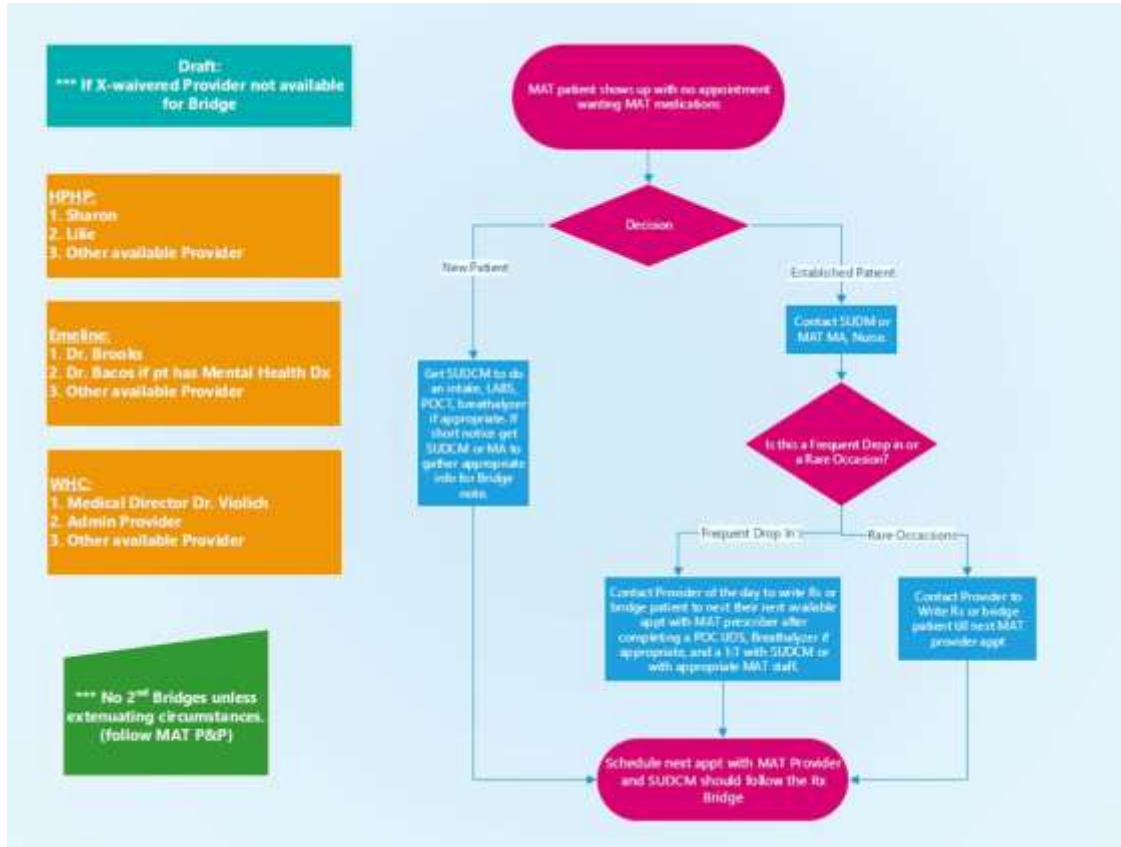 Draft:
*** If X-waivered Provider not available
for Bridge
HPHP:
1. Sharon
2. Lilie
3. Other available Provider
Emeline:
1. Dr. Brooks
2. Dr. Bacos if pt has Mental Health Dx
3. Other available Provider
WHC:
1. Medical Director Dr. Violich
2. Admin Provider
3. Other available Provider
*** No 2nd Bridges unless
extenuating circumstances.
(follow MAT P&P)
MAT patient shows up with no appointment
wanting MAT medications
Decision
New Patient
Established Patient
Get SUDCM to do
an intake, LABS,
POCT, breathalyzer
if appropriate. If
short notice get
SUDCM or MA to
gather appropriate
info for Bridge
note.
Contact SUDM or
MAT MA, Nurse.
Is this a Frequent Drop in or
a Rare Occasion?
Frequent Drop In's
Rare Occassions
Contact Provider of the day to write Rx or
bridge patient to next their next available
appt with MAT prescriber after
completing a POC UDS, Breathalyzer if
appropriate, and a 1:1 with SUDCM or
with appropriate MAT staff.
Contact Provider to
Write Rx or bridge
patient till next MAT
provider appt
Schedule next appt with MAT Provider
and SUDCM should follow the Rx
Bridge